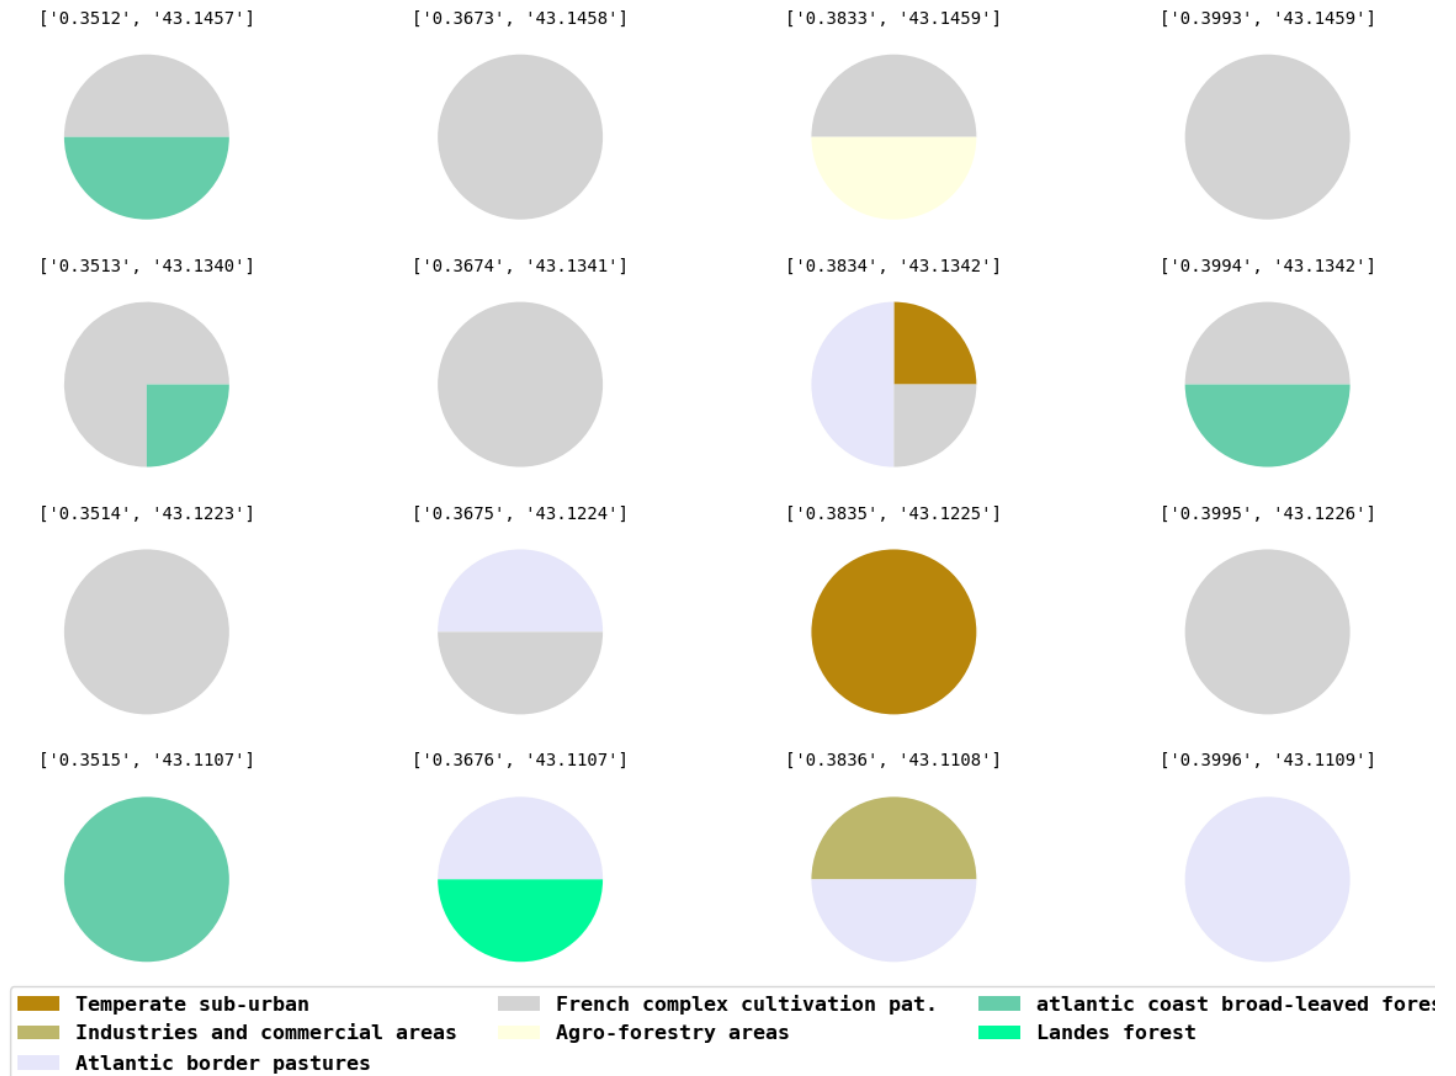 ['0.3512', '43.1457'] ['0.3673', '43.1458'] ['0.3833', '43.1459'] ['0.3993', '43.1459']
['0.3513', '43.1340'] ['0.3674', '43.1341'] ['0.3834', '43.1342'] ['0.3994', '43.1342']
['0.3514', '43.1223'] ['0.3675', '43.1224'] ['0.3835', '43.1225'] ['0.3995', '43.1226']
['0.3515', '43.1107'] ['0.3676', '43.1107'] ['0.3836', '43.1108'] ['0.3996', '43.1109']
Temperate sub-urban French complex cultivation pat. atlantic coast broad-leaved fores
Industries and commercial areas Agro-forestry areas Landes forest
Atlantic border pastures